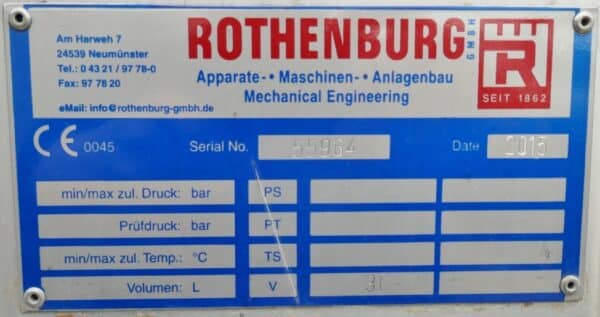 Am Harweh 7
24539 Neumünster
Tel.: 0 43 21 / 97 78-0
Fax: 97 78 20
eMail: info@rothenburg-gmbh.de
ROTHENBURG GMBH
Apparate- • Maschinen- • Anlagenbau
Mechanical Engineering
R
SEIT 1862
CE 0045 Serial No. 55964 Date 2015
min/max zul. Druck: bar PS
Prüfdruck: bar PT
min/max zul. Temp.: °C TS
Volumen: L V